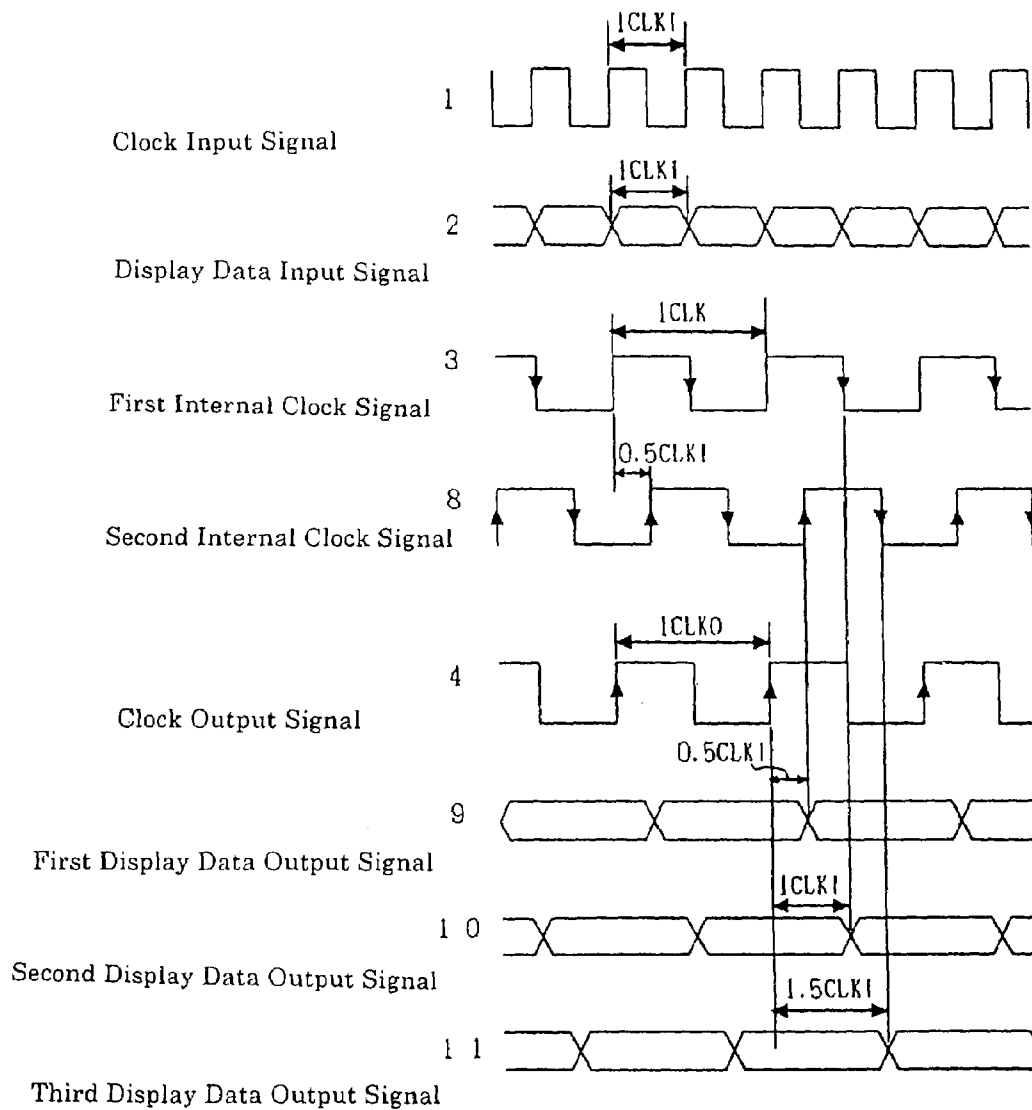 1CLK1
1
Clock Input Signal
1CLK1
2
Display Data Input Signal
1CLK
3
First Internal Clock Signal
0.5CLK1
8
Second Internal Clock Signal
1CLKO
4
Clock Output Signal
0.5CLK1
9
First Display Data Output Signal
1CLK1
1 0
Second Display Data Output Signal
1.5CLK1
1 1
Third Display Data Output Signal